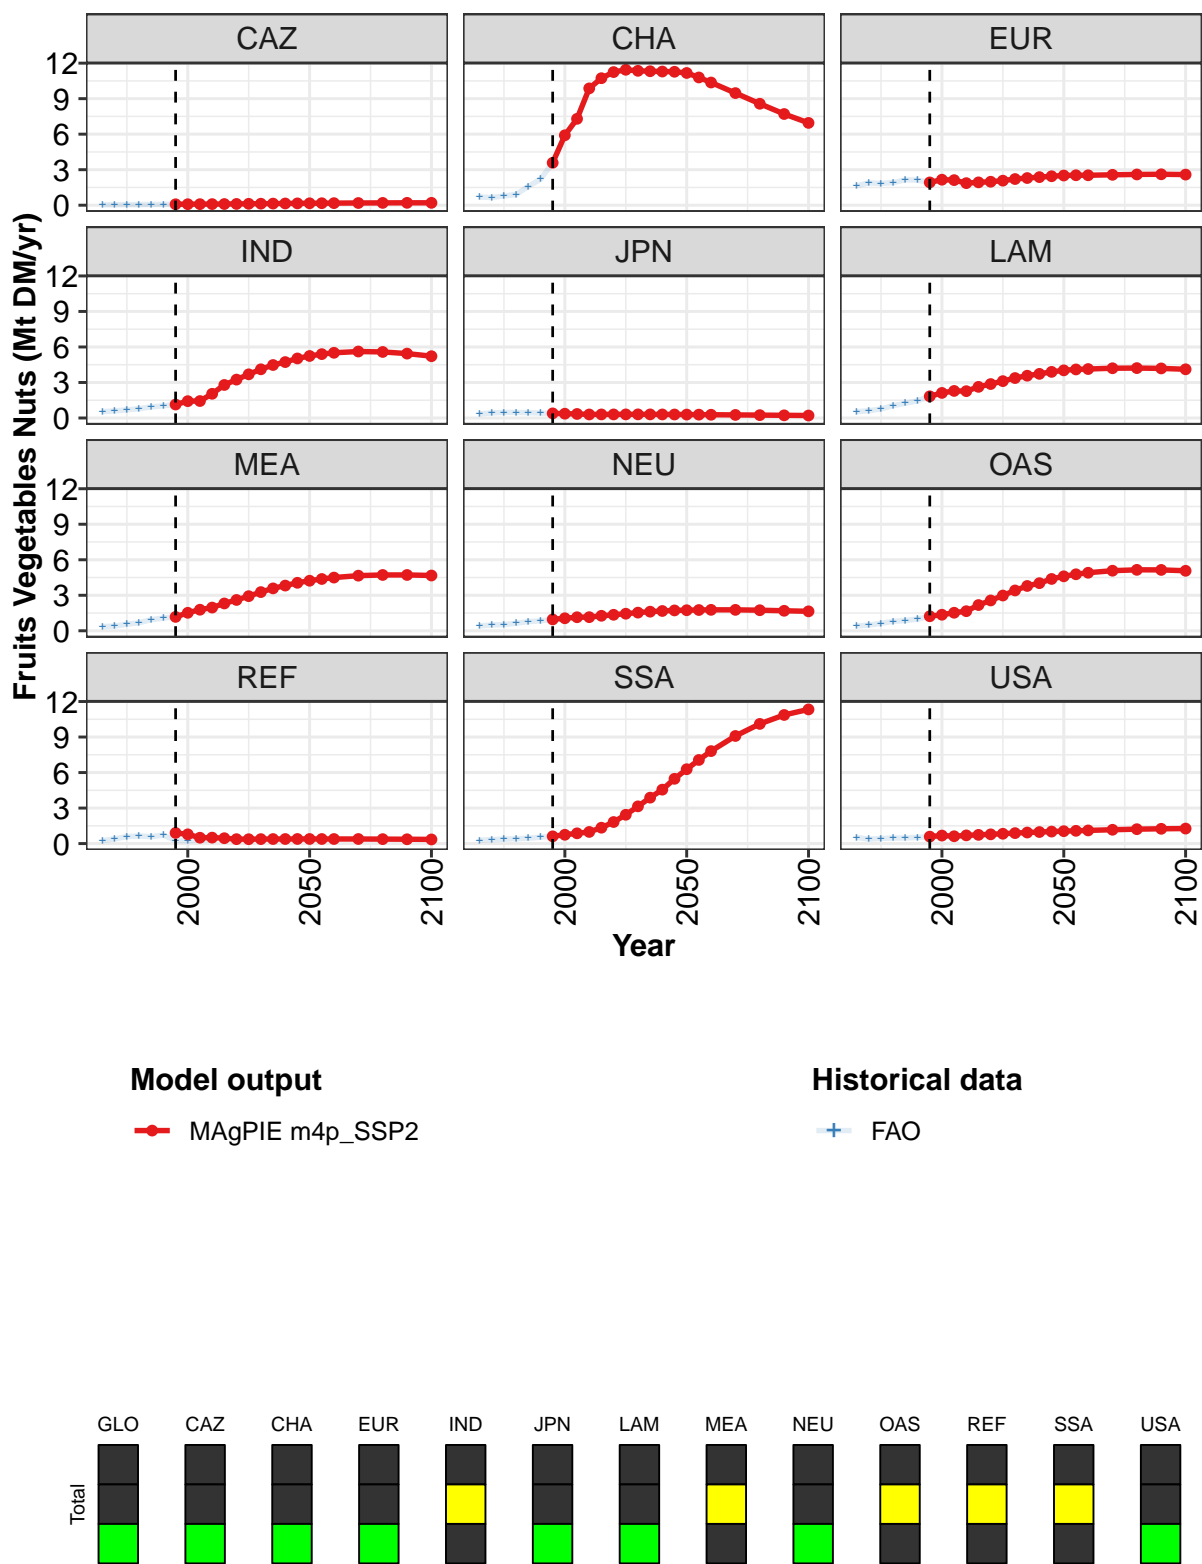 CAZ CHA EUR
12
9
6
3
0
IND JPN LAM
12
9
6
3
0
MEA NEU OAS
12
9
6
3
0
REF SSA USA
12
9
6
3
0
Fruits Vegetables Nuts (Mt DM/yr)
2000 2050 2100 2000 2050 2100 2000 2050 2100
Year
Model output Historical data
MAgPIE m4p_SSP2 FAO
GLO CAZ CHA EUR IND JPN LAM MEA NEU OAS REF SSA USA
Total